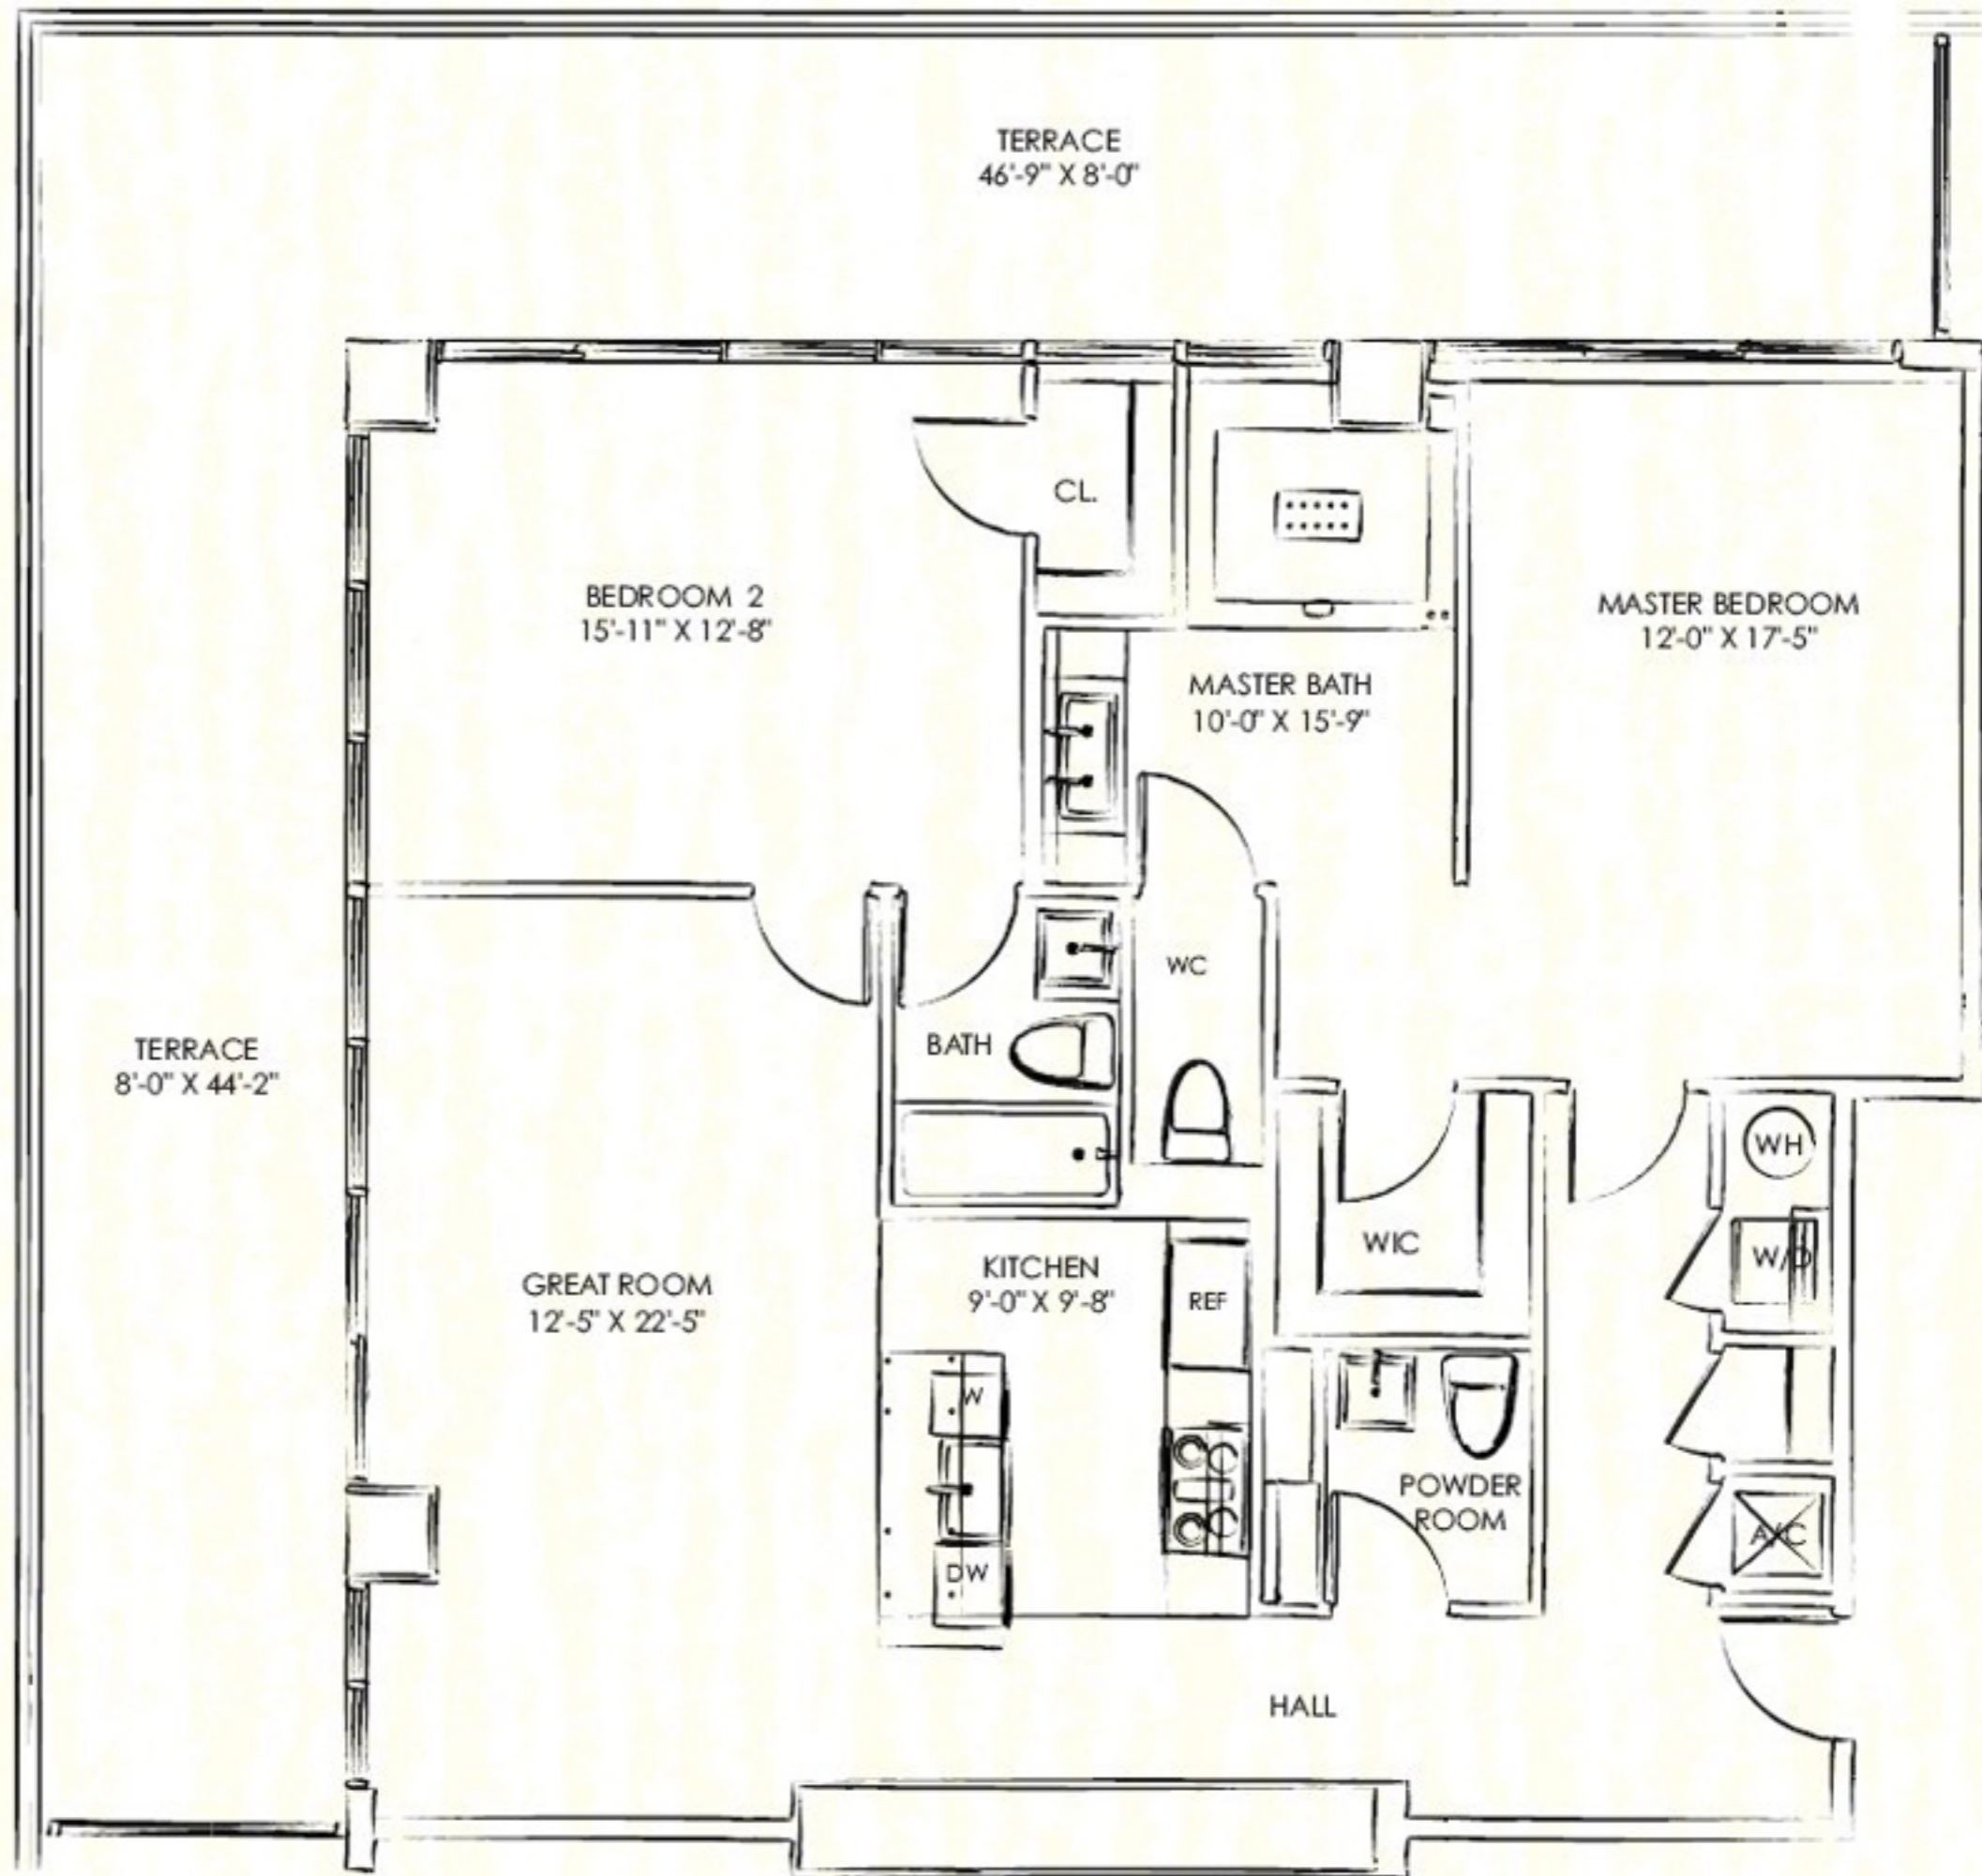 TERRACE
46'-9" X 8'-0"
CL.
BEDROOM 2
15'-11" X 12'-8"
MASTER BEDROOM
12'-0" X 17'-5"
MASTER BATH
10'-0" X 15'-9"
WC
BATH
TERRACE
8'-0" X 44'-2"
WH
WIC
W/D
GREAT ROOM
12'-5" X 22'-5"
KITCHEN
9'-0" X 9'-8"
REF
W
POWDER
ROOM
A/C
DW
HALL